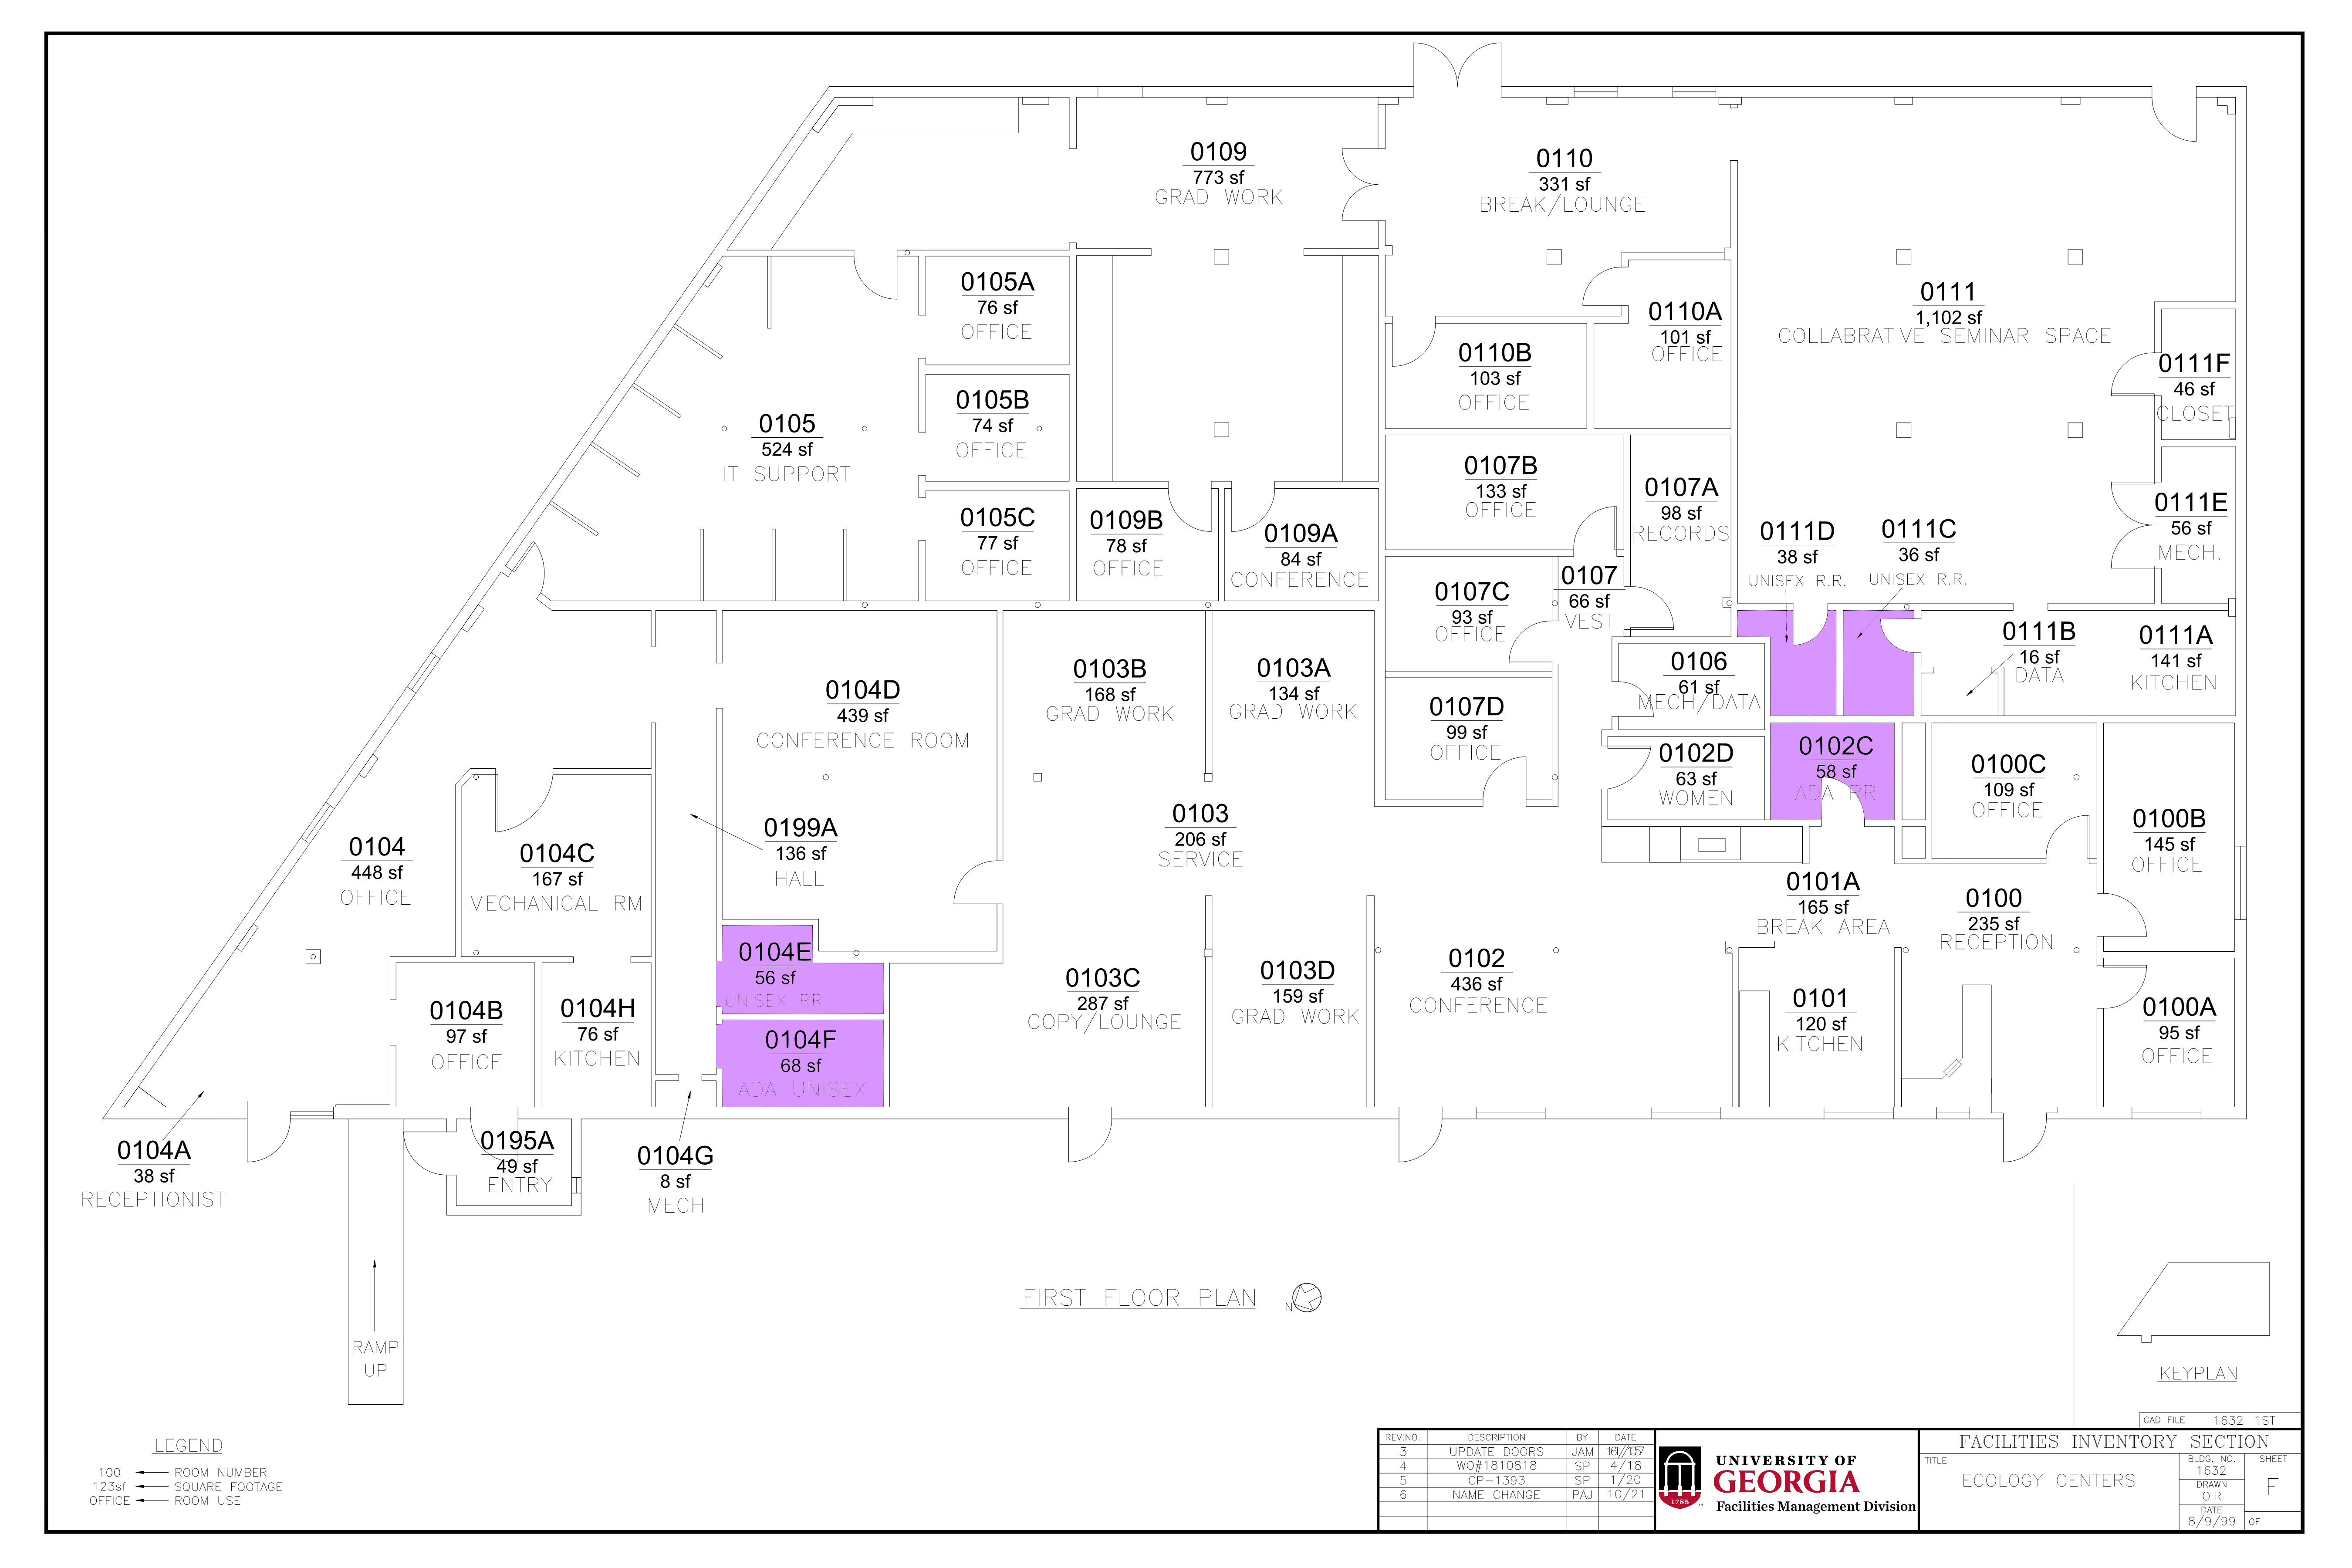 0109
773 sf
GRAD WORK
0110
331 sf
BREAK/LOUNGE
0105A
76 sf
OFFICE
0110A
101 sf
OFFICE
0111
1,102 sf
COLLABRATIVE SEMINAR SPACE
0110B
103 sf
OFFICE
0111F
46 sf
CLOSET
0105B
74 sf
OFFICE
0105
524 sf
IT SUPPORT
0107B
133 sf
OFFICE
0107A
98 sf
RECORDS
0111E
56 sf
MECH.
0105C
77 sf
OFFICE
0109B
78 sf
OFFICE
0109A
84 sf
CONFERENCE
0111D
38 sf
UNISEX R.R.
0111C
36 sf
UNISEX R.R.
0107C
93 sf
OFFICE
0107
66 sf
VEST
0111B
16 sf
DATA
0111A
141 sf
KITCHEN
0104D
439 sf
CONFERENCE ROOM
0103B
168 sf
GRAD WORK
0103A
134 sf
GRAD WORK
0106
61 sf
MECH/DATA
0107D
99 sf
OFFICE
0102D
63 sf
WOMEN
0102C
58 sf
ADA RR
0100C
109 sf
OFFICE
0100B
145 sf
OFFICE
0104
448 sf
OFFICE
0104C
167 sf
MECHANICAL RM
0199A
136 sf
HALL
0103
206 sf
SERVICE
0101A
165 sf
BREAK AREA
0100
235 sf
RECEPTION
0104E
56 sf
UNISEX RR
0103C
287 sf
COPY/LOUNGE
0103D
159 sf
GRAD WORK
0102
436 sf
CONFERENCE
0101
120 sf
KITCHEN
0100A
95 sf
OFFICE
0104B
97 sf
OFFICE
0104H
76 sf
KITCHEN
0104F
68 sf
ADA UNISEX
0104A
38 sf
RECEPTIONIST
0195A
49 sf
ENTRY
0104G
8 sf
MECH
RAMP
UP
FIRST FLOOR PLAN
N
KEYPLAN
CAD FILE 1632-1ST
LEGEND
100 ROOM NUMBER
123sf SQUARE FOOTAGE
OFFICE ROOM USE
REV.NO. DESCRIPTION BY DATE
3 UPDATE DOORS JAM
4 WO#1810818 SP 4/18
5 CP-1393 SP 1/20
6 NAME CHANGE PAJ 10/21
1785
UNIVERSITY OF
GEORGIA
Facilities Management Division
FACILITIES INVENTORY SECTION
TITLE
ECOLOGY CENTERS
BLDG. NO.
1632
DRAWN
OIR
DATE
8/9/99
SHEET
F
OF